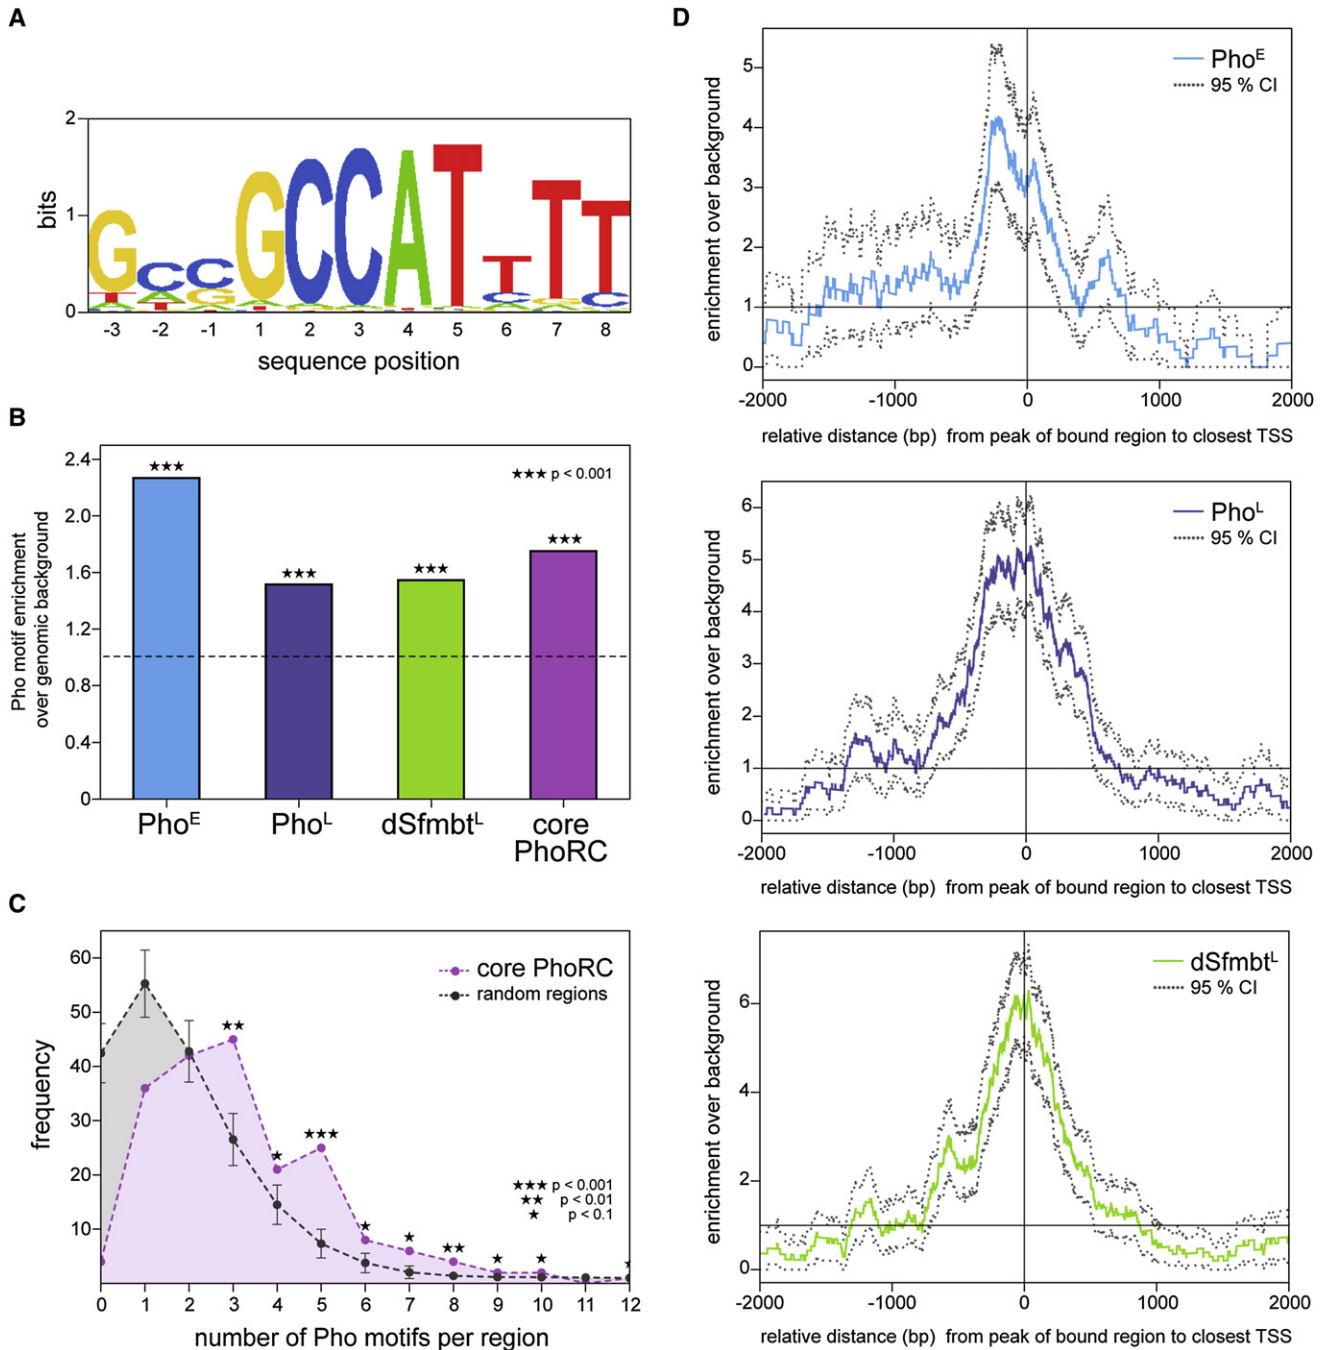 A
2
1
0
bits
G C C G C C A T T T T
-3 -2 -1 1 2 3 4 5 6 7 8
sequence position
B
2.4
2.0
1.6
1.2
0.8
0.4
0
Pho motif enrichment
over genomic background
★★★ p < 0.001
★★★
★★★
★★★
★★★
Phoᴱ Phoᴸ dSfmbtᴸ core
PhoRC
C
60
50
40
30
20
10
frequency
core PhoRC
random regions
★★
★
★★★
★
★
★★
★
★
★
★★★ p < 0.001
★★ p < 0.01
★ p < 0.1
0 1 2 3 4 5 6 7 8 9 10 11 12
number of Pho motifs per region
D
5
4
3
2
1
0
enrichment over background
Phoᴱ
95 % CI
-2000 -1000 0 1000 2000
relative distance (bp) from peak of bound region to closest TSS
6
5
4
3
2
1
0
enrichment over background
Phoᴸ
95 % CI
-2000 -1000 0 1000 2000
relative distance (bp) from peak of bound region to closest TSS
6
4
2
1
0
enrichment over background
dSfmbtᴸ
95 % CI
-2000 -1000 0 1000 2000
relative distance (bp) from peak of bound region to closest TSS